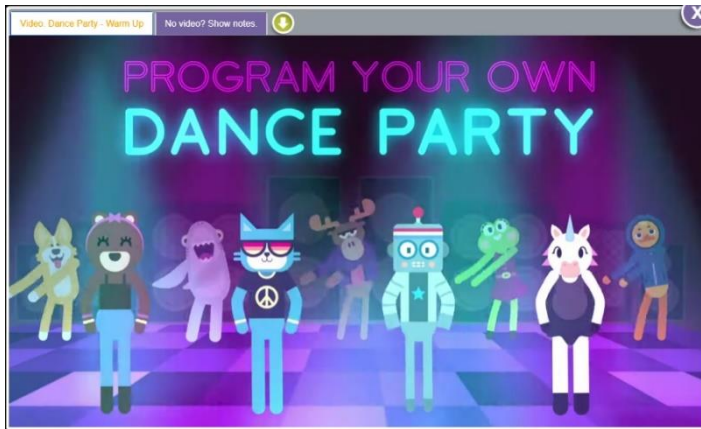 Video: Dance Party - Warm Up
No video? Show notes.
X
PROGRAM YOUR OWN
DANCE PARTY